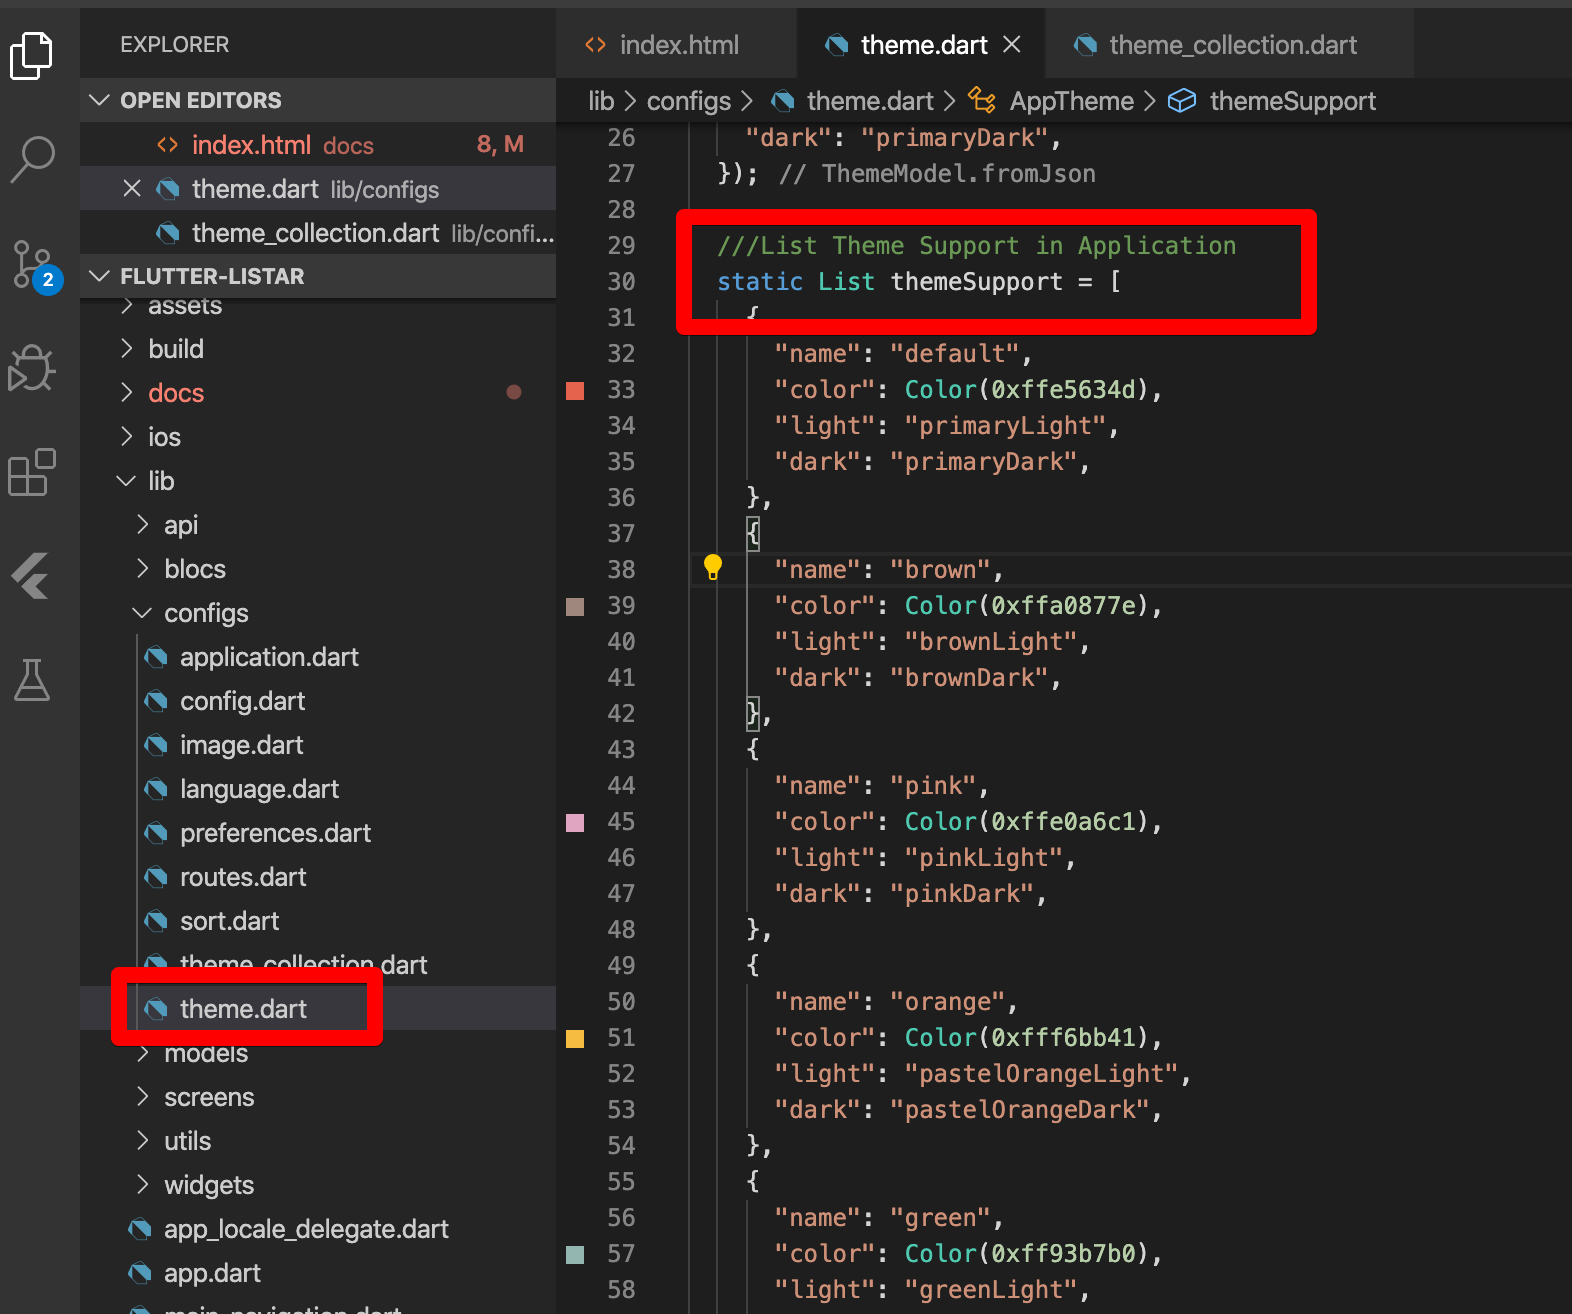 EXPLORER
OPEN EDITORS
index.html docs 8, M
theme.dart lib/configs
theme_collection.dart lib/confi...
2
FLUTTER-LISTAR
assets
build
docs
ios
lib
api
blocs
configs
application.dart
config.dart
image.dart
language.dart
preferences.dart
routes.dart
sort.dart
theme_collection.dart
theme.dart
models
screens
utils
widgets
app_locale_delegate.dart
app.dart
main_navigation.dart
index.html theme.dart theme_collection.dart
lib > configs > theme.dart > AppTheme > themeSupport
26 "dark": "primaryDark",
27 }); // ThemeModel.fromJson
28
29 ///List Theme Support in Application
30 static List themeSupport = [
31 {
32 "name": "default",
33 "color": Color(0xffe5634d),
34 "light": "primaryLight",
35 "dark": "primaryDark",
36 },
37 {
38 "name": "brown",
39 "color": Color(0xffa0877e),
40 "light": "brownLight",
41 "dark": "brownDark",
42 },
43 {
44 "name": "pink",
45 "color": Color(0xffe0a6c1),
46 "light": "pinkLight",
47 "dark": "pinkDark",
48 },
49 {
50 "name": "orange",
51 "color": Color(0xfff6bb41),
52 "light": "pastelOrangeLight",
53 "dark": "pastelOrangeDark",
54 },
55 {
56 "name": "green",
57 "color": Color(0xff93b7b0),
58 "light": "greenLight",